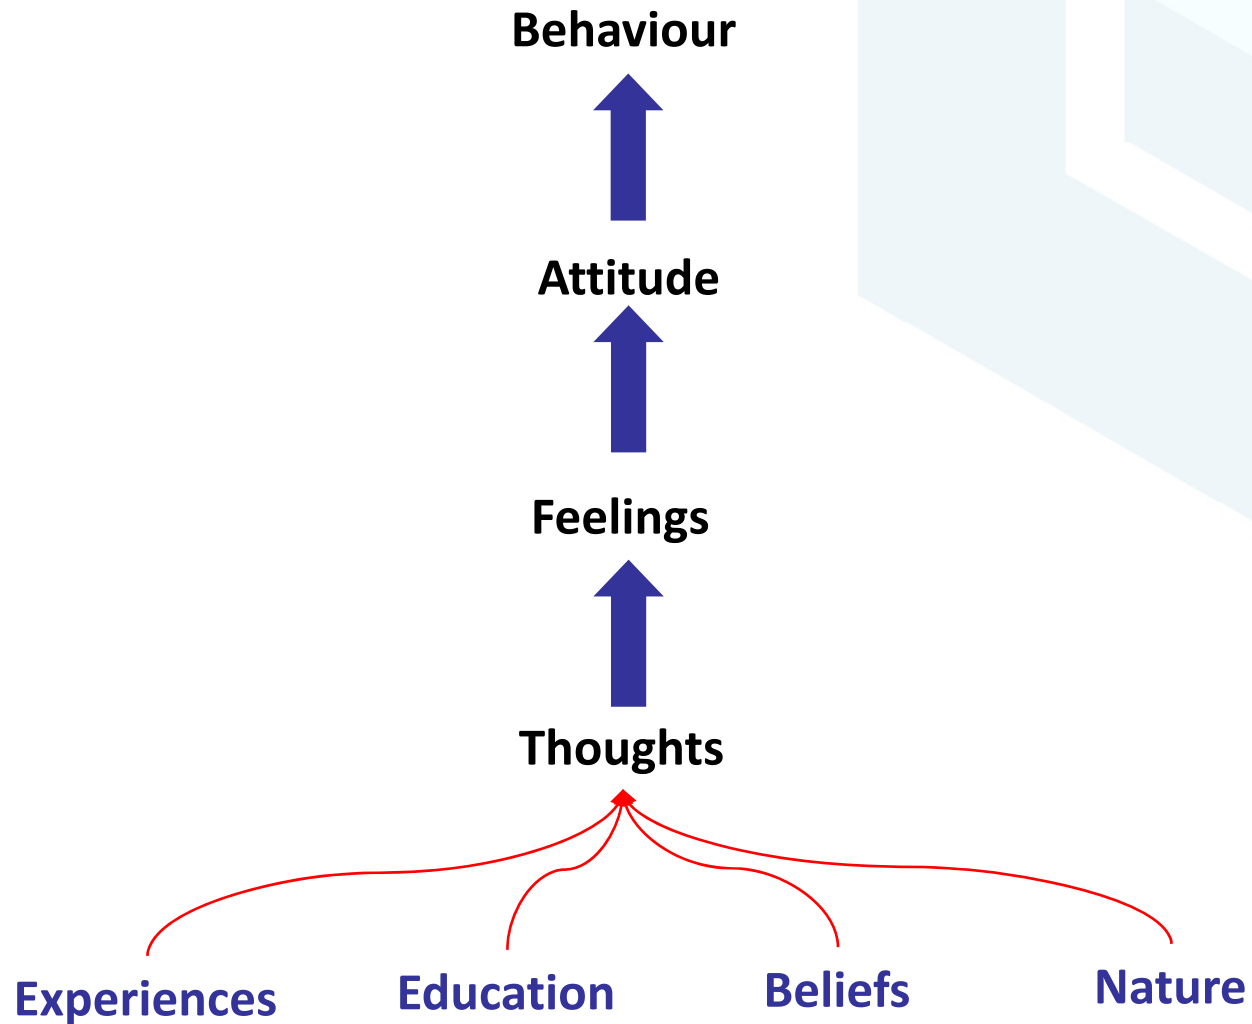 Behaviour
Attitude
Feelings
Thoughts
Experiences
Education
Beliefs
Nature